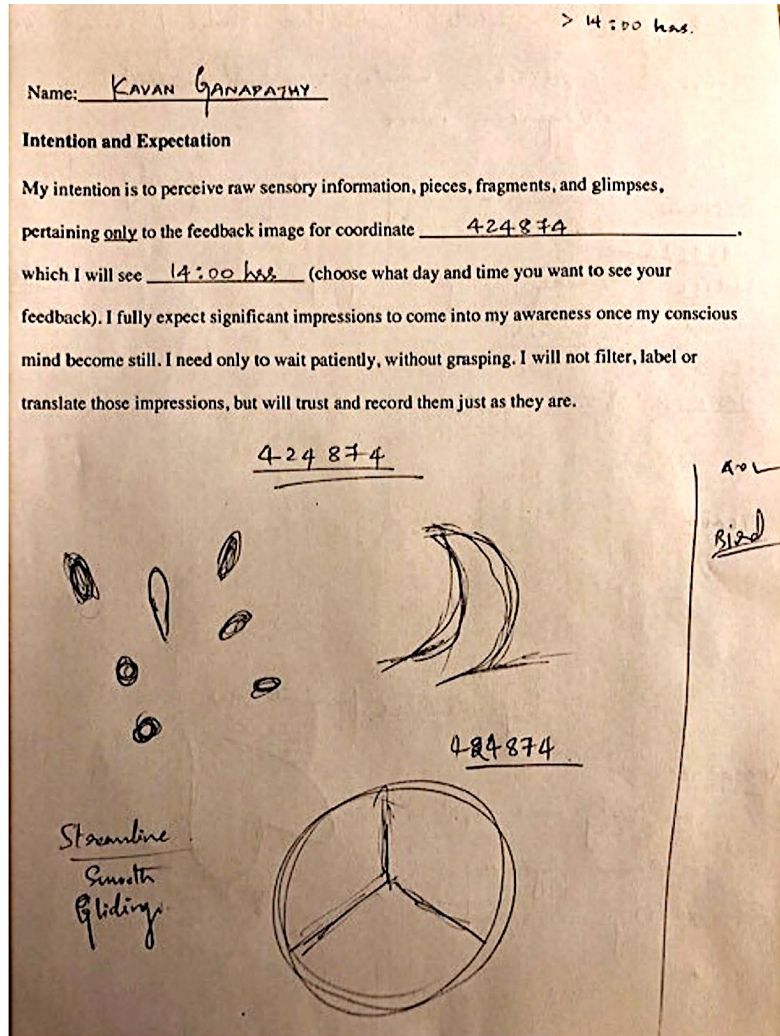 > 14:00 hrs.
Name: KAVAN GANAPATHY
Intention and Expectation
My intention is to perceive raw sensory information, pieces, fragments, and glimpses,
pertaining only to the feedback image for coordinate 424874.
which I will see 14:00 hrs (choose what day and time you want to see your
feedback). I fully expect significant impressions to come into my awareness once my conscious
mind become still. I need only to wait patiently, without grasping. I will not filter, label or
translate those impressions, but will trust and record them just as they are.
424874
AOL
Bird
424874
Streamline
Smooth
Gliding.